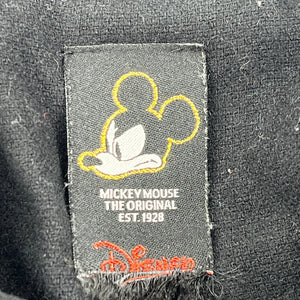 MICKEY MOUSE
THE ORIGINAL
EST. 1928
Disney